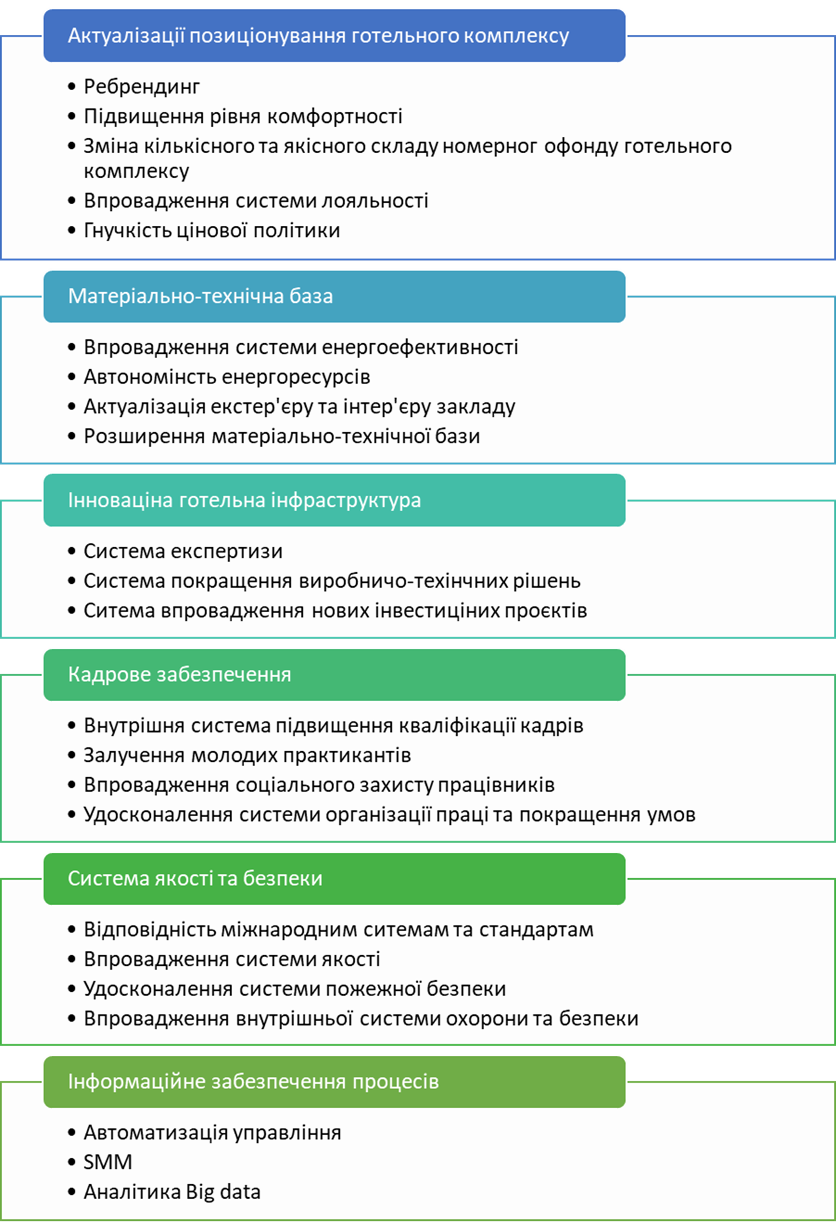 Актуалізації позиціонування готельного комплексу
• Ребрендинг
• Підвищення рівня комфортності
• Зміна кількісного та якісного складу номерног офонду готельного
комплексу
• Впровадження системи лояльності
• Гнучкість цінової політики
Матеріально-технічна база
• Впровадження системи енергоефективності
• Автономінсть енергоресурсів
• Актуалізація екстер'єру та інтер'єру закладу
• Розширення матеріально-технічної бази
Інноваціна готельна інфраструктура
• Система експертизи
• Система покращення виробничо-техінчних рішень
• Ситема впровадження нових інвестиціних проєктів
Кадрове забезпечення
• Внутрішня система підвищення кваліфікації кадрів
• Залучення молодих практикантів
• Впровадження соціального захисту працівників
• Удосконалення системи організації праці та покращення умов
Система якості та безпеки
• Відповідність міжнародним ситемам та стандартам
• Впровадження системи якості
• Удосконалення системи пожежної безпеки
• Впровадження внутрішньої системи охорони та безпеки
Інформаційне забезпечення процесів
• Автоматизація управління
• SMM
• Аналітика Big data